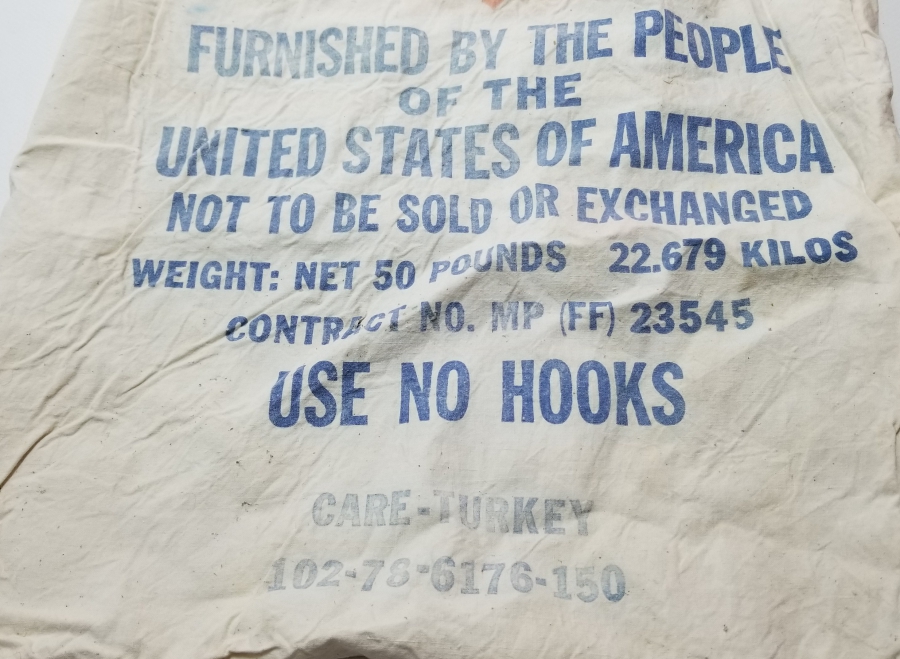 FURNISHED BY THE PEOPLE
OF THE
UNITED STATES OF AMERICA
NOT TO BE SOLD OR EXCHANGED
WEIGHT: NET 50 POUNDS 22.679 KILOS
CONTRACT NO. MP (FF) 23545
USE NO HOOKS
CARE-TURKEY
102-78-6176-150